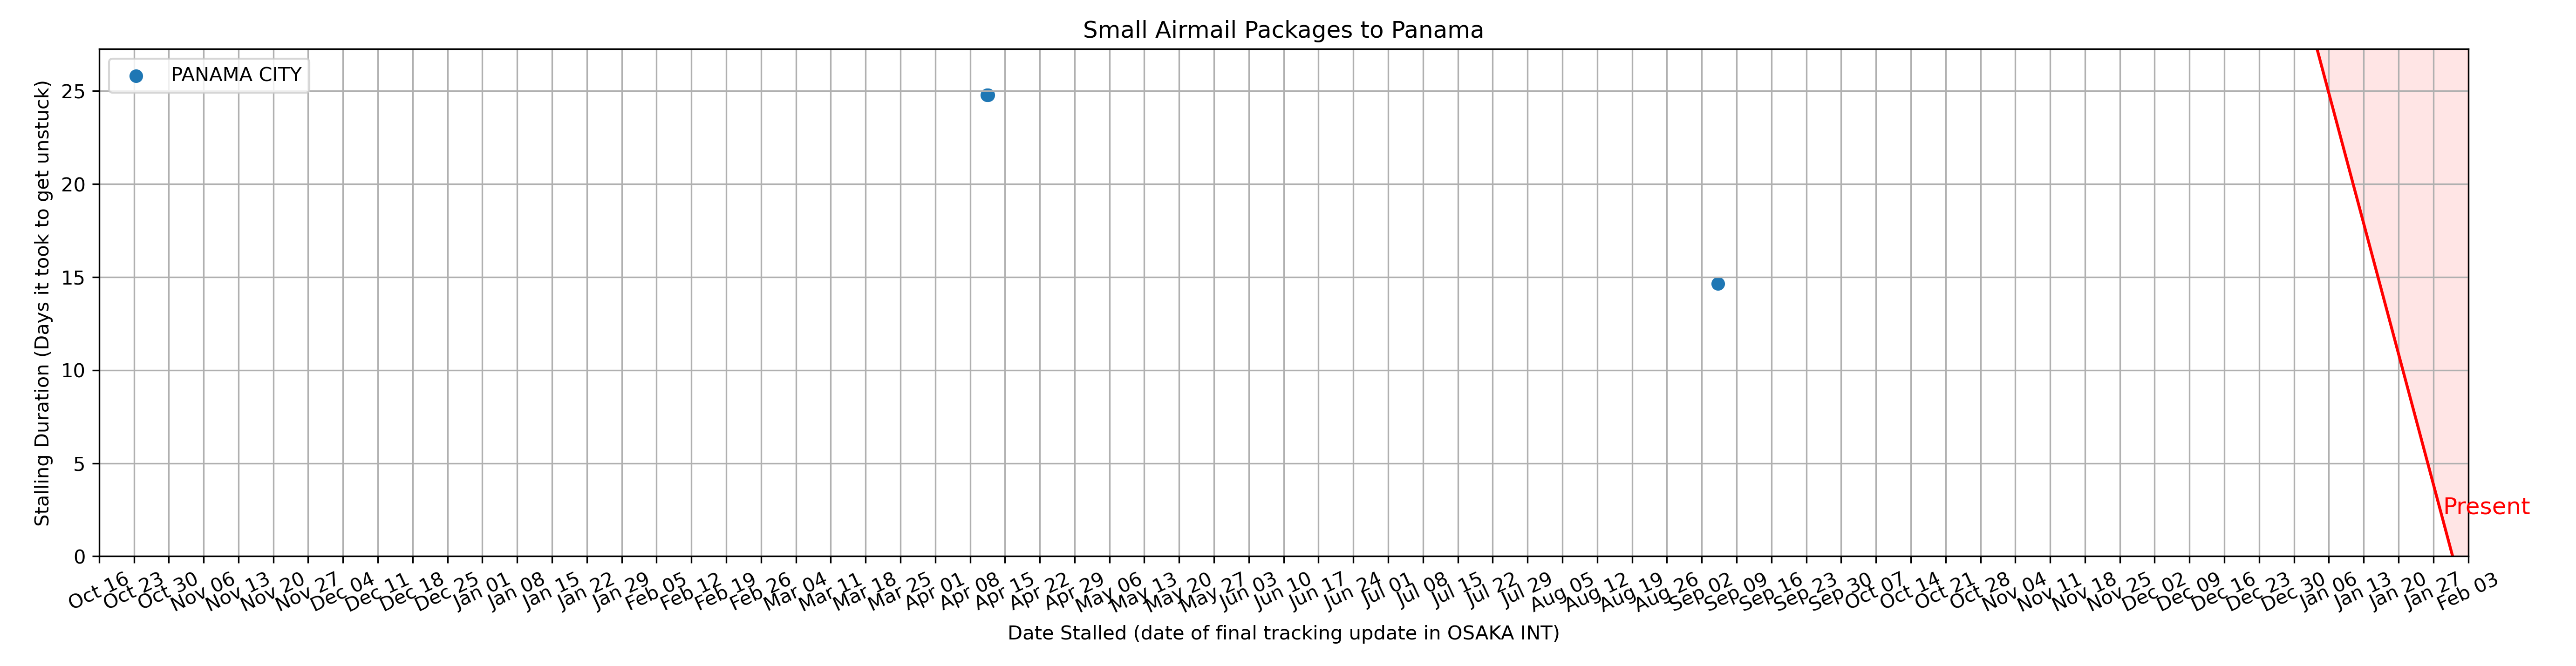 Small Airmail Packages to Panama
PANAMA CITY
Stalling Duration (Days it took to get unstuck)
25
20
15
10
5
0
Present
Oct 16 Oct 23 Oct 30 Nov 06 Nov 13 Nov 20 Nov 27 Dec 04 Dec 11 Dec 18 Dec 25 Jan 01 Jan 08 Jan 15 Jan 22 Jan 29 Feb 05 Feb 12 Feb 19 Feb 26 Mar 04 Mar 11 Mar 18 Mar 25 Apr 01 Apr 08 Apr 15 Apr 22 Apr 29 May 06 May 13 May 20 May 27 Jun 03 Jun 10 Jun 17 Jun 24 Jul 01 Jul 08 Jul 15 Jul 22 Jul 29 Aug 05 Aug 12 Aug 19 Aug 26 Sep 02 Sep 09 Sep 16 Sep 23 Sep 30 Oct 07 Oct 14 Oct 21 Oct 28 Nov 04 Nov 11 Nov 18 Nov 25 Dec 02 Dec 09 Dec 16 Dec 23 Dec 30 Jan 06 Jan 13 Jan 20 Jan 27 Feb 03
Date Stalled (date of final tracking update in OSAKA INT)